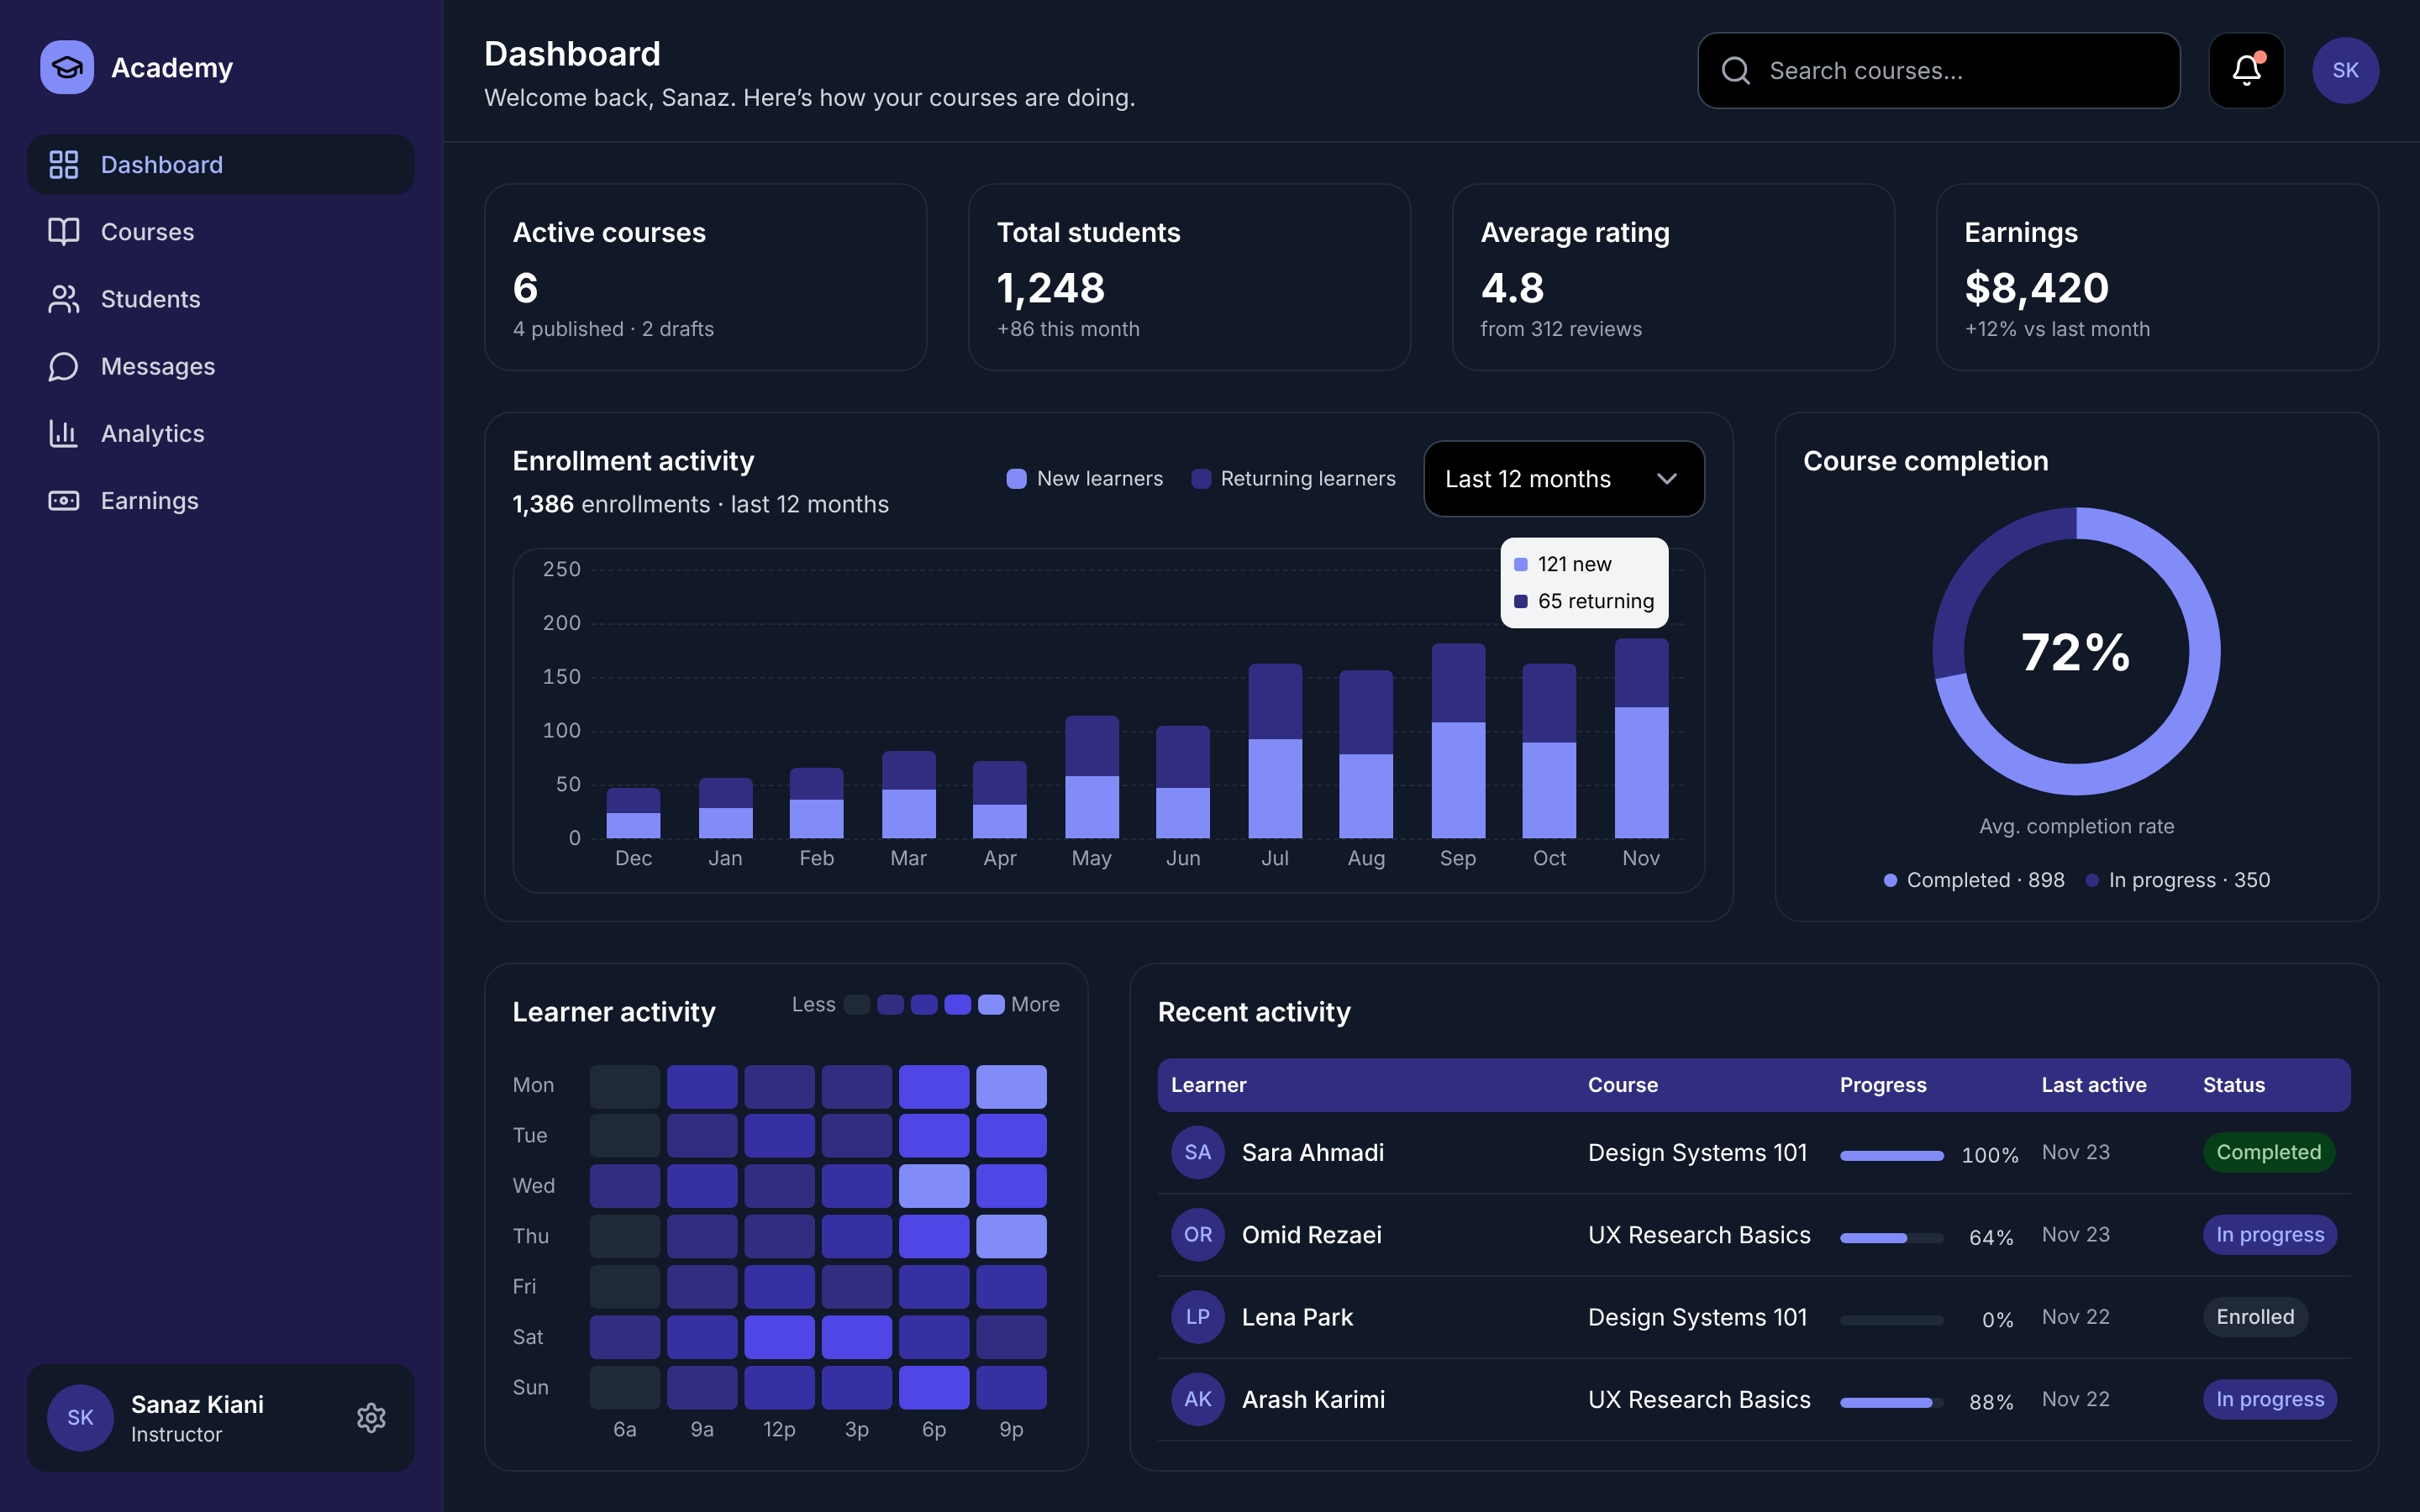 Academy
Dashboard
Courses
Students
Messages
Analytics
Earnings
SK
Sanaz Kiani
Instructor
Dashboard
Welcome back, Sanaz. Here’s how your courses are doing.
Search courses...
SK
Active courses
6
4 published · 2 drafts
Total students
1,248
+86 this month
Average rating
4.8
from 312 reviews
Earnings
$8,420
+12% vs last month
Enrollment activity
1,386 enrollments · last 12 months
New learners
Returning learners
Last 12 months
121 new
65 returning
250
200
150
100
50
0
Dec Jan Feb Mar Apr May Jun Jul Aug Sep Oct Nov
Course completion
72%
Avg. completion rate
Completed · 898 In progress · 350
Learner activity
Less More
Mon
Tue
Wed
Thu
Fri
Sat
Sun
6a 9a 12p 3p 6p 9p
Recent activity
Learner Course Progress Last active Status
SA Sara Ahmadi Design Systems 101 100% Nov 23 Completed
OR Omid Rezaei UX Research Basics 64% Nov 23 In progress
LP Lena Park Design Systems 101 0% Nov 22 Enrolled
AK Arash Karimi UX Research Basics 88% Nov 22 In progress